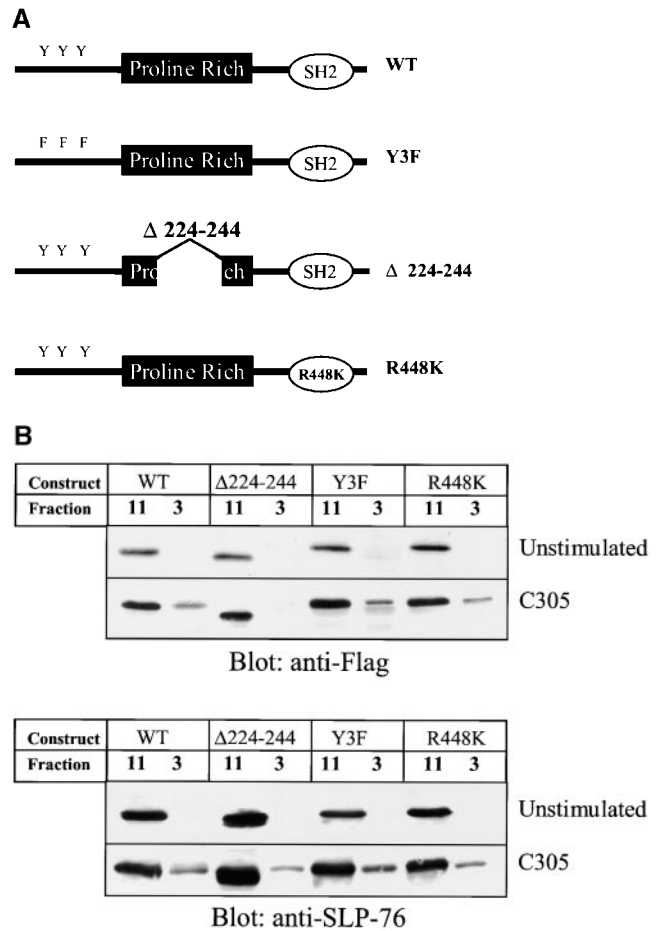 A
Y Y Y
Proline Rich SH2 WT
F F F
Proline Rich SH2 Y3F
Δ 224-244
Y Y Y
Pro ch SH2 Δ 224-244
Y Y Y
Proline Rich R448K R448K
B
Construct WT Δ224-244 Y3F R448K
Fraction 11 3 11 3 11 3 11 3
Unstimulated
C305
Blot: anti-Flag
Construct WT Δ224-244 Y3F R448K
Fraction 11 3 11 3 11 3 11 3
Unstimulated
C305
Blot: anti-SLP-76